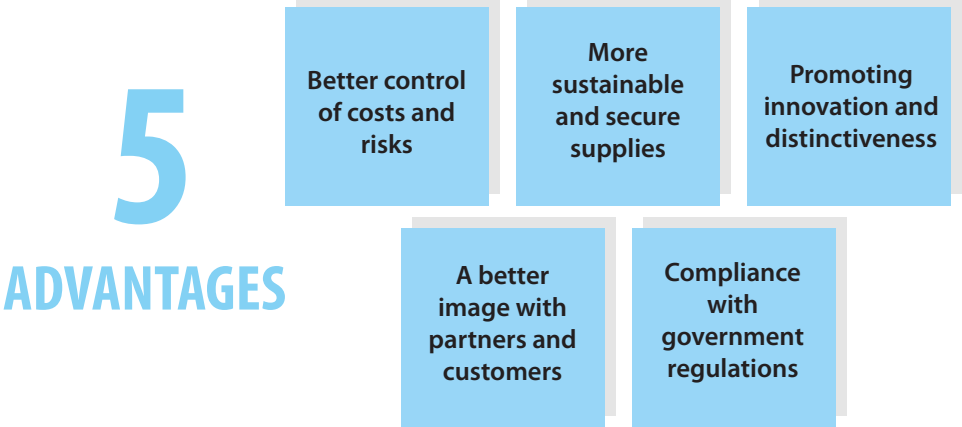 5
ADVANTAGES
Better control
of costs and
risks
More
sustainable
and secure
supplies
Promoting
innovation and
distinctiveness
A better
image with
partners and
customers
Compliance
with
government
regulations